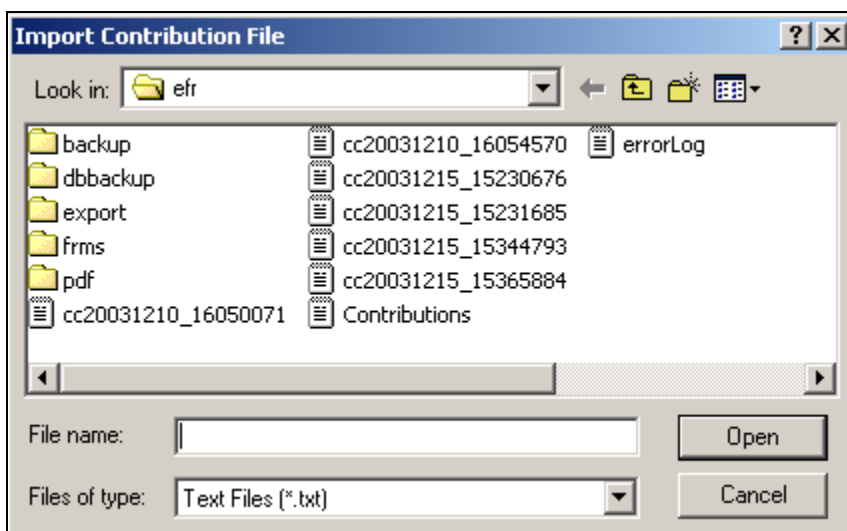 Import Contribution File
Look in: efr
backup cc20031210_16054570 errorLog
dbbackup cc20031215_15230676
export cc20031215_15231685
frms cc20031215_15344793
pdf cc20031215_15365884
cc20031210_16050071 Contributions
File name: Open
Files of type: Text Files (*.txt) Cancel